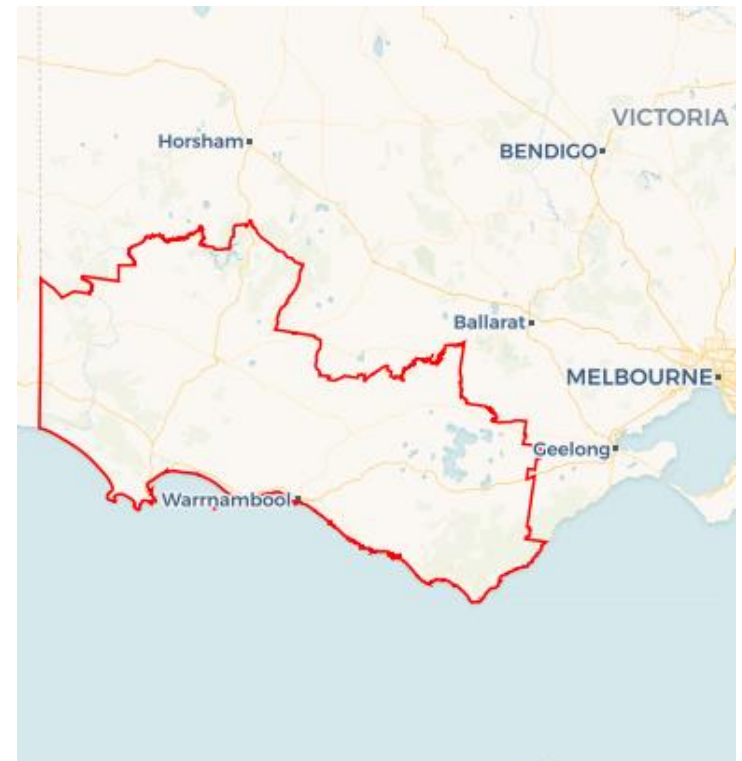 VICTORIA
Horsham
BENDIGO
Ballarat
MELBOURNE
Geelong
Warrnambool